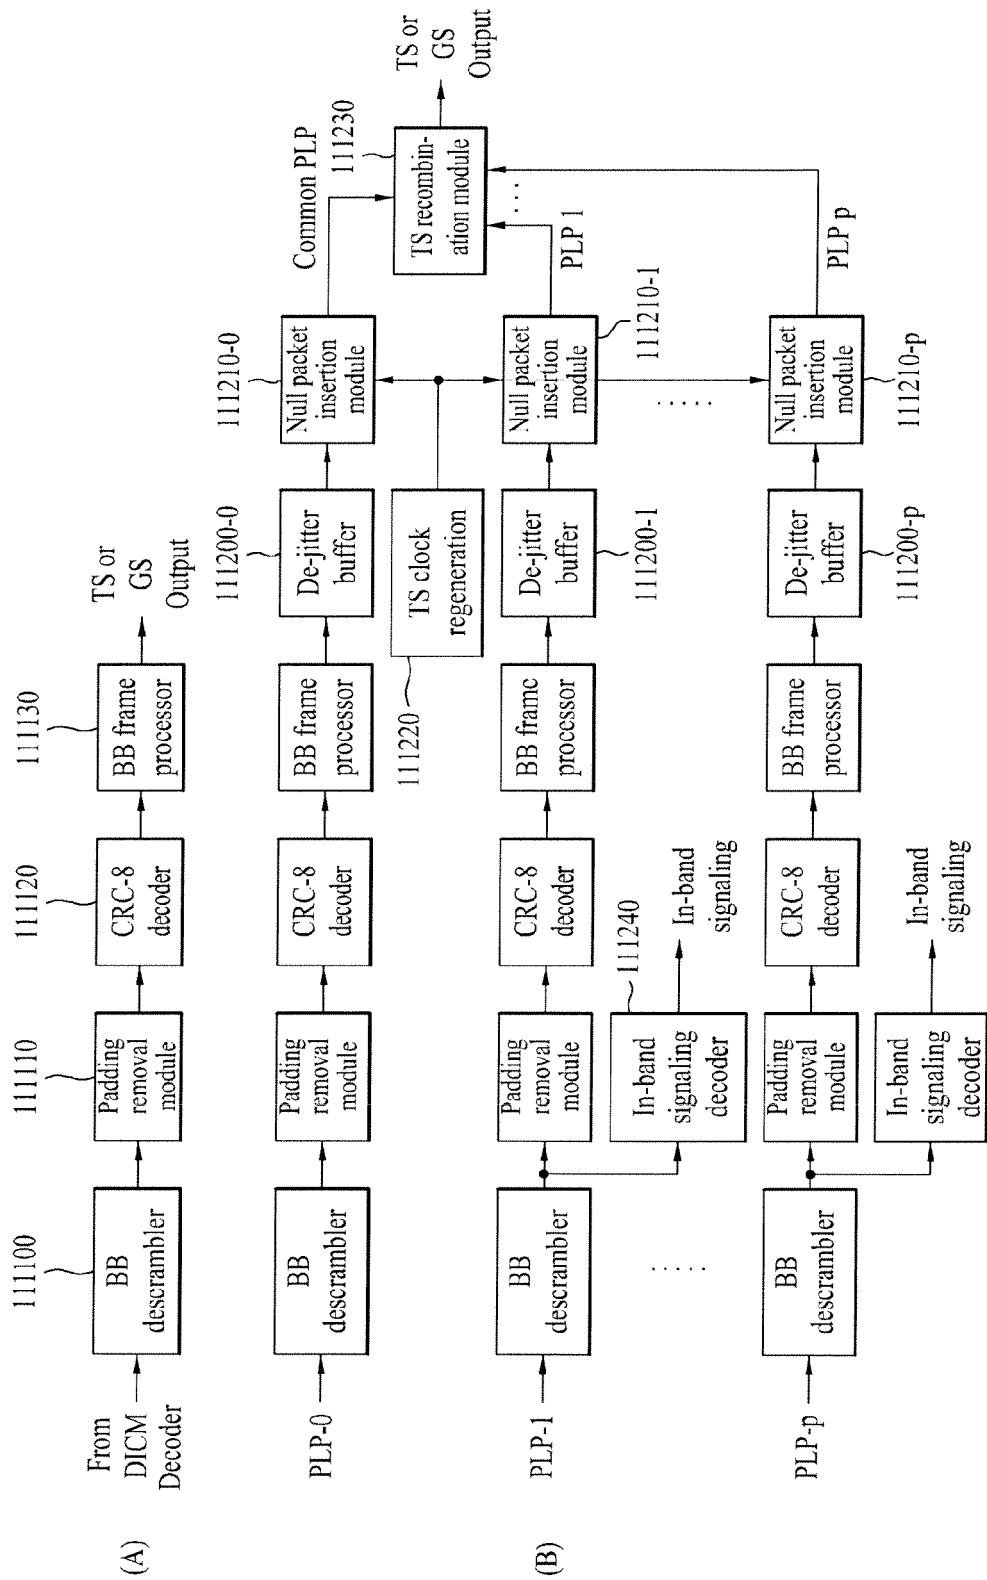 (A)
From
DICM
Decoder
111100
BB
descrambler
111110
Padding
removal
module
111120
CRC-8
decoder
111130
BB frame
processor
TS or
GS
Output
(B)
PLP-0
BB
descrambler
Padding
removal
module
CRC-8
decoder
BB frame
processor
111200-0
De-jitter
buffer
111210-0
Null packet
insertion
module
Common PLP
111220
TS clock
regeneration
111230
TS recombin-
ation module
TS or
GS
Output
PLP-1
BB
descrambler
Padding
removal
module
CRC-8
decoder
BB frame
processor
De-jitter
buffer
111200-1
Null packet
insertion
module
111210-1
PLP 1
. . . .
111240
In-band
signaling
decoder
In-band
signaling
. . . . .
. . . . .
PLP-p
BB
descrambler
Padding
removal
module
CRC-8
decoder
BB frame
processor
De-jitter
buffer
111200-p
Null packet
insertion
module
111210-p
PLP p
In-band
signaling
decoder
In-band
signaling